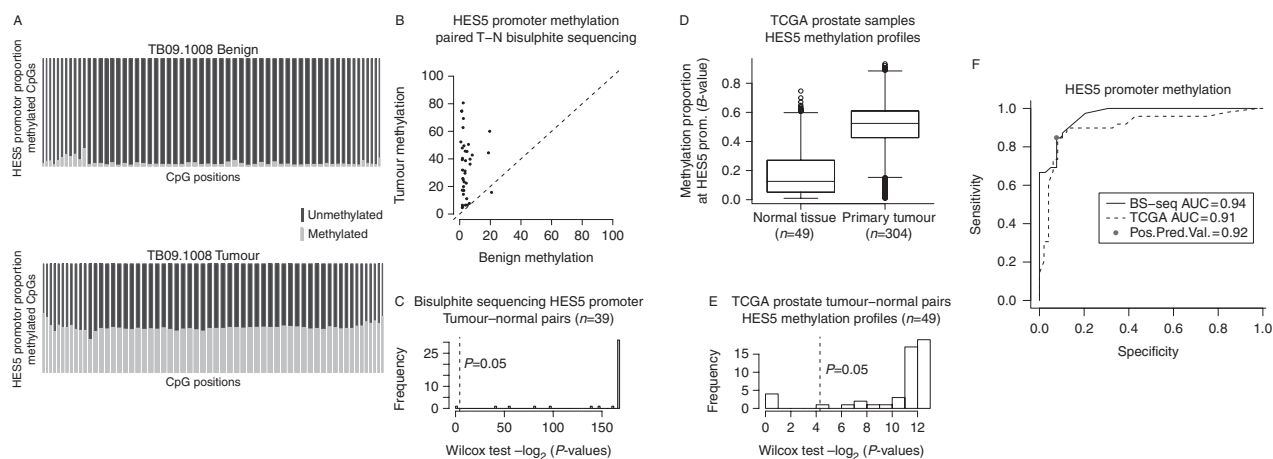 A
TB09.1008 Benign
HES5 promotor proportion
methylated CpGs
CpG positions
Unmethylated
Methylated
TB09.1008 Tumour
HES5 promotor proportion
methylated CpGs
CpG positions
B
HES5 promoter methylation
paired T–N bisulphite sequencing
Tumour methylation
100
80
60
40
20
0
0 20 40 60 80 100
Benign methylation
C Bisulphite sequencing HES5 promoter
Tumour–normal pairs (n=39)
Frequency
25
15
0
P=0.05
0 50 100 150
Wilcox test –log2 (P-values)
D
TCGA prostate samples
HES5 methylation profiles
Methylation proportion
at HES5 prom. (B-value)
0.8
0.6
0.4
0.2
0.0
Normal tissue
(n=49)
Primary tumour
(n=304)
E TCGA prostate tumour–normal pairs
HES5 methylation profiles (n=49)
Frequency
15
10
5
0
P=0.05
0 2 4 6 8 10 12
Wilcox test –log2 (P-values)
F
HES5 promoter methylation
Sensitivity
1.0
0.8
0.6
0.4
0.2
0.0
BS–seq AUC=0.94
TCGA AUC=0.91
Pos.Pred.Val.=0.92
0.0 0.2 0.4 0.6 0.8 1.0
Specificity